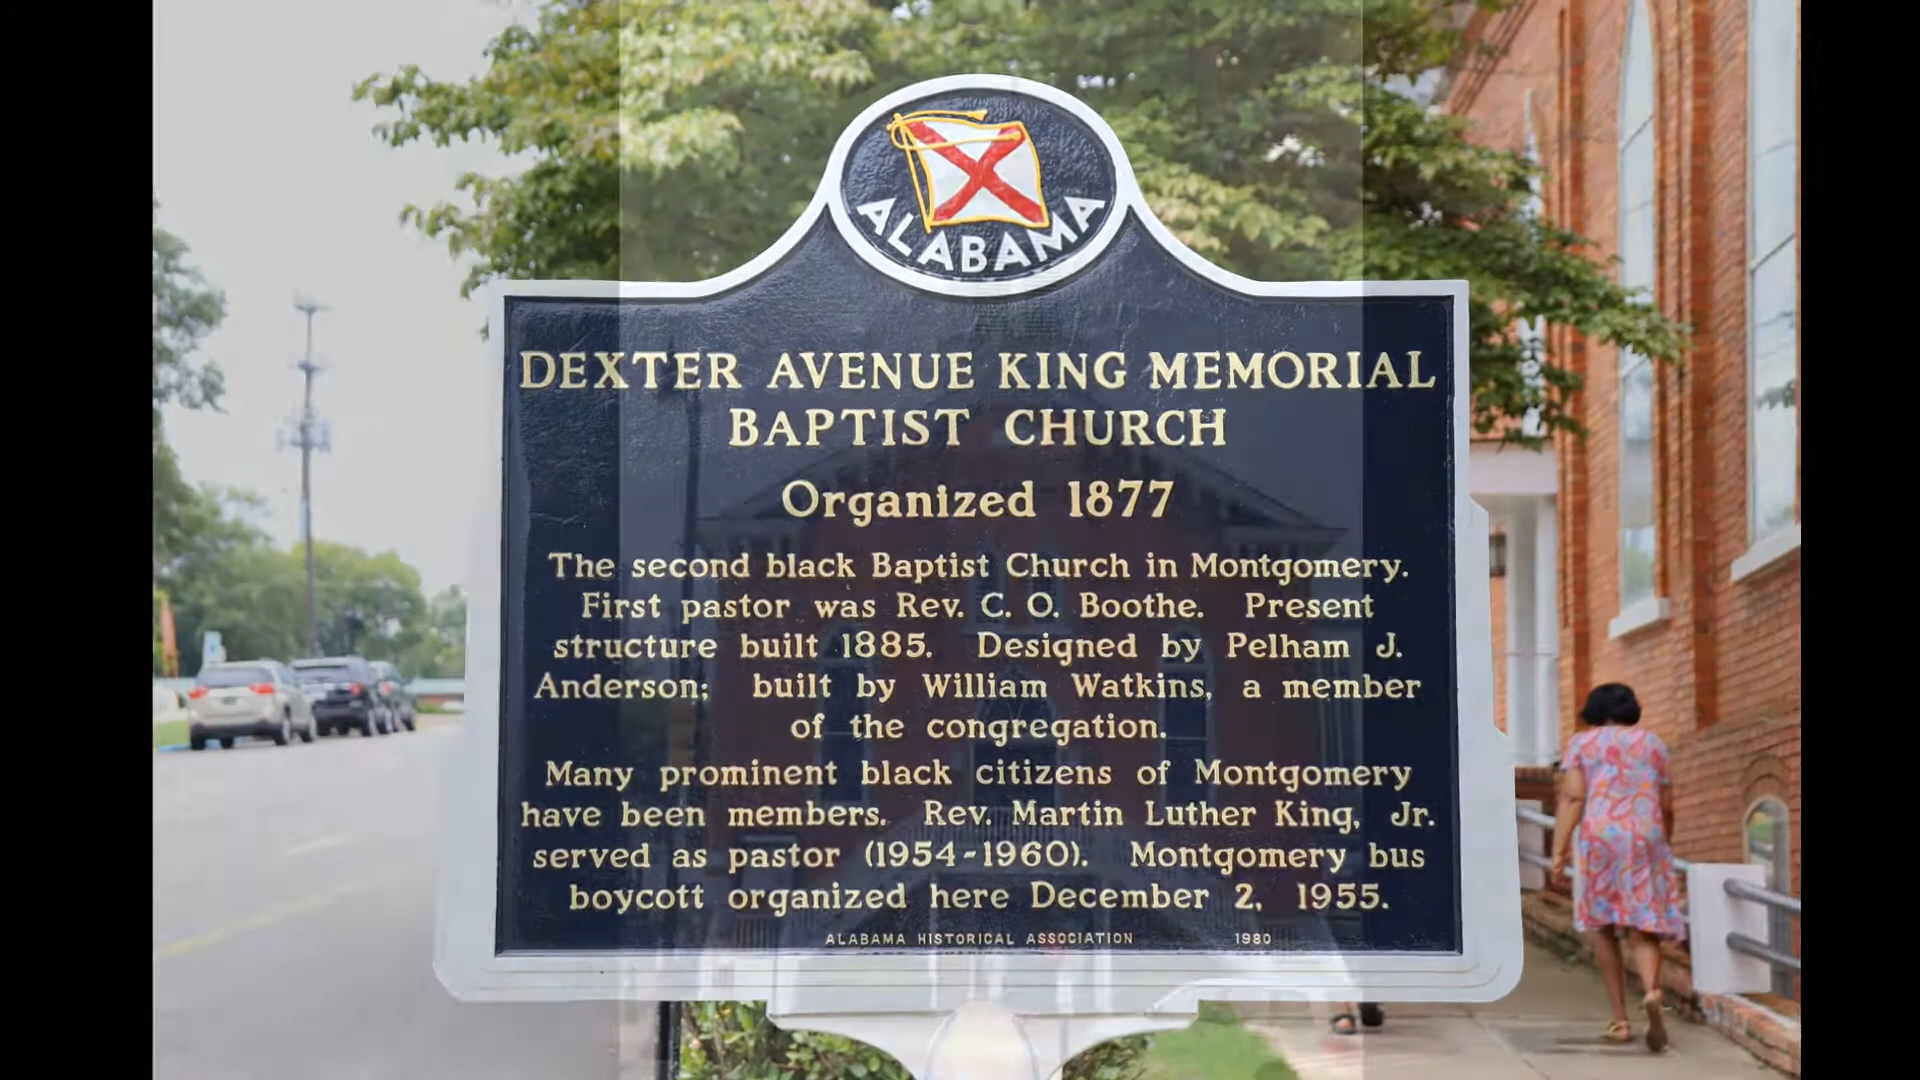 ALABAMA
DEXTER AVENUE KING MEMORIAL
BAPTIST CHURCH
Organized 1877
The second black Baptist Church in Montgomery.
First pastor was Rev. C. O. Boothe. Present
structure built 1885. Designed by Pelham J.
Anderson; built by William Watkins, a member
of the congregation.
Many prominent black citizens of Montgomery
have been members. Rev. Martin Luther King, Jr.
served as pastor (1954-1960). Montgomery bus
boycott organized here December 2, 1955.
ALABAMA HISTORICAL ASSOCIATION 1980